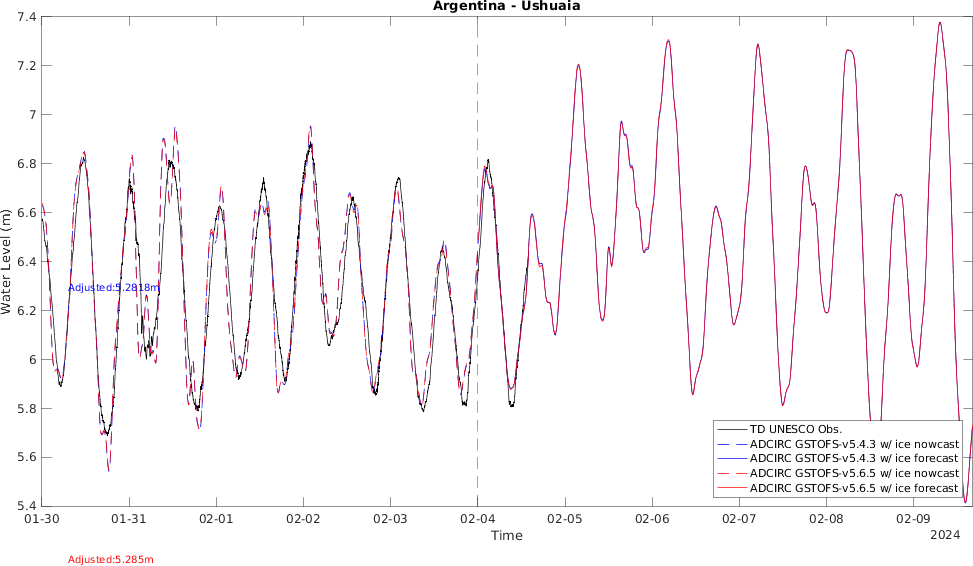 Argentina - Ushuaia
7.4
7.2
7
6.8
6.6
6.4
6.2
6
5.8
5.6
5.4
Water Level (m)
Adjusted:5.2818m
TD UNESCO Obs.
ADCIRC GSTOFS-v5.4.3 w/ ice nowcast
ADCIRC GSTOFS-v5.4.3 w/ ice forecast
ADCIRC GSTOFS-v5.6.5 w/ ice nowcast
ADCIRC GSTOFS-v5.6.5 w/ ice forecast
01-30 01-31 02-01 02-02 02-03 02-04 02-05 02-06 02-07 02-08 02-09
Time
2024
Adjusted:5.285m